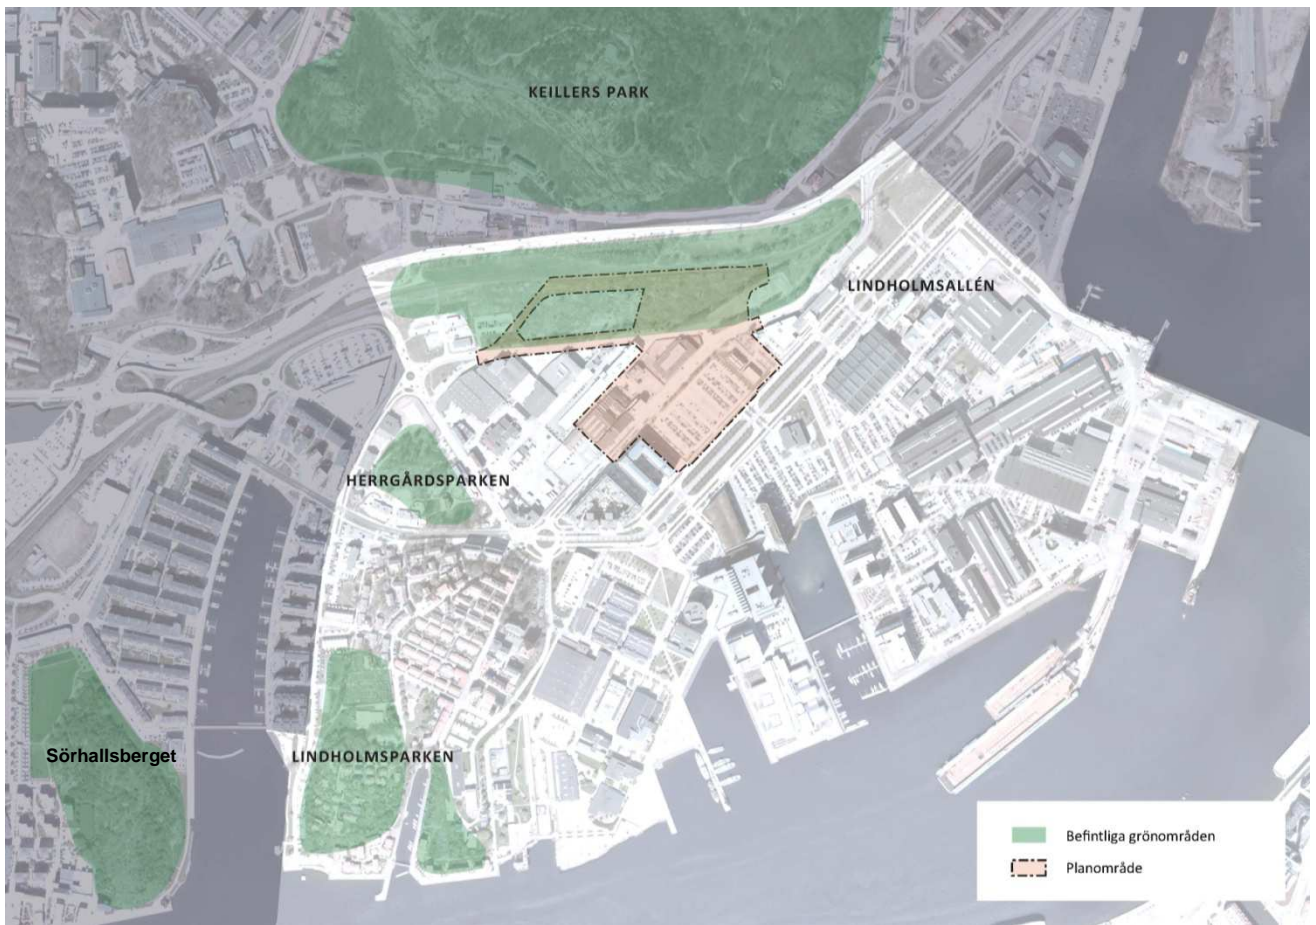 KEILLERS PARK
LINDHOLMSALLÉN
HERRGÅRDSPARKEN
Sörhallsberget
LINDHOLMSPARKEN
Befintliga grönområden
Planområde